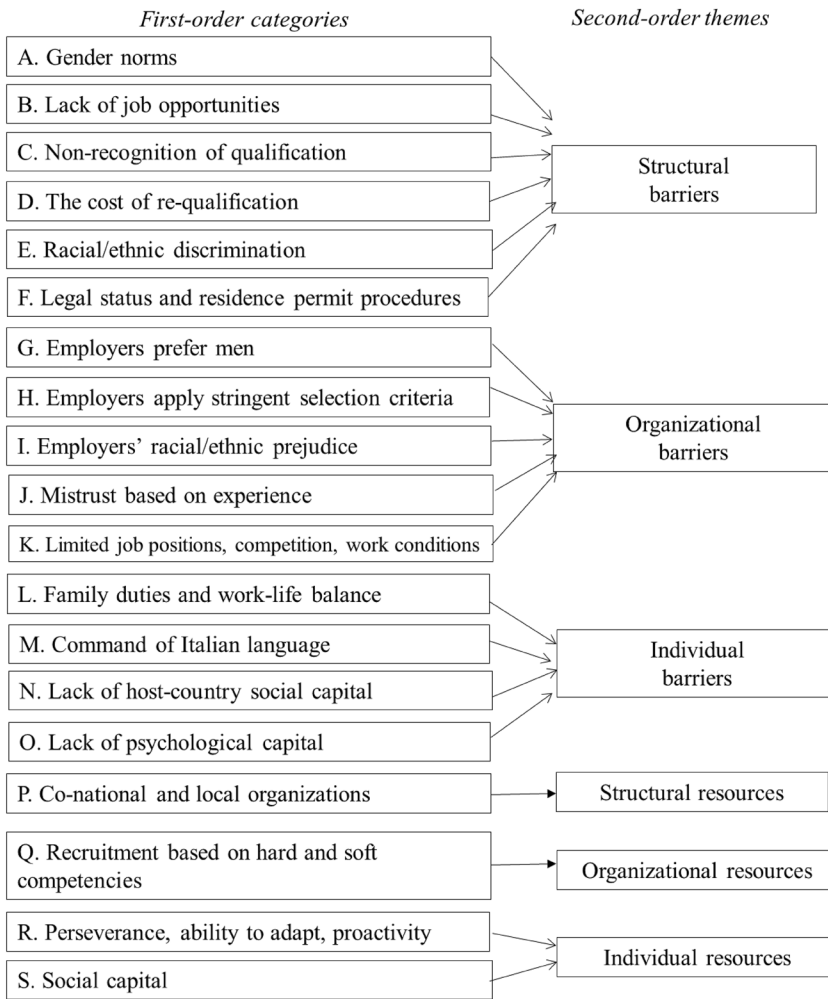 First-order categories
Second-order themes
A. Gender norms
B. Lack of job opportunities
C. Non-recognition of qualification
D. The cost of re-qualification
E. Racial/ethnic discrimination
F. Legal status and residence permit procedures
Structural
barriers
G. Employers prefer men
H. Employers apply stringent selection criteria
I. Employers’ racial/ethnic prejudice
J. Mistrust based on experience
K. Limited job positions, competition, work conditions
Organizational
barriers
L. Family duties and work-life balance
M. Command of Italian language
N. Lack of host-country social capital
O. Lack of psychological capital
Individual
barriers
P. Co-national and local organizations
Structural resources
Q. Recruitment based on hard and soft
competencies
Organizational resources
R. Perseverance, ability to adapt, proactivity
S. Social capital
Individual resources